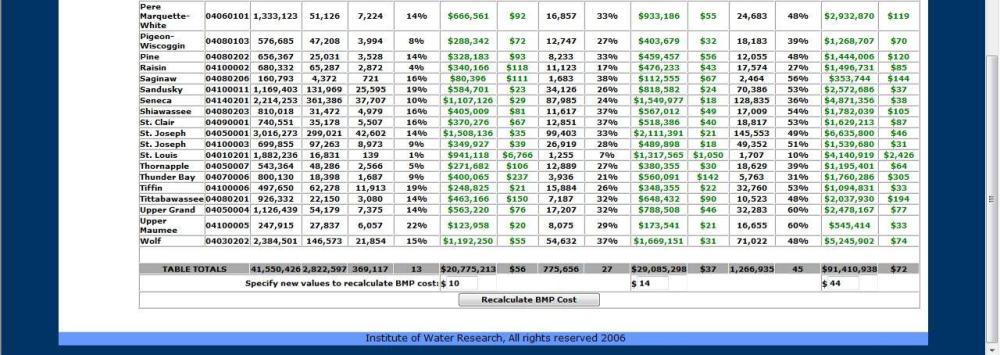 Pere Marquette-White 04060101 1,333,123 51,126 7,224 14% $666,561 $92 16,857 33% $933,186 $55 24,683 48% $2,932,870 $119
Pigeon-Wiscoggin 04080103 576,685 47,208 3,994 8% $288,342 $72 12,747 27% $403,679 $32 18,183 39% $1,268,707 $70
Pine 04080202 656,367 25,031 3,528 14% $328,183 $93 8,233 33% $459,457 $56 12,055 48% $1,444,006 $120
Raisin 04100002 680,332 65,287 2,872 4% $340,166 $118 11,123 17% $476,233 $43 17,574 27% $1,496,731 $85
Saginaw 04080206 160,793 4,372 721 16% $80,396 $111 1,683 38% $112,555 $67 2,464 56% $353,744 $144
Sandusky 04100011 1,169,403 131,969 25,595 19% $584,701 $23 34,126 26% $818,582 $24 70,386 53% $2,572,686 $37
Seneca 04140201 2,214,253 361,386 37,707 10% $1,107,126 $29 87,985 24% $1,549,977 $18 128,835 36% $4,871,356 $38
Shiawassee 04080203 810,018 31,472 4,979 16% $405,009 $81 11,617 37% $567,012 $49 17,009 54% $1,782,039 $105
St. Clair 04090001 740,551 35,178 5,507 16% $370,276 $67 12,851 37% $518,386 $40 18,817 53% $1,629,213 $87
St. Joseph 04050001 3,016,273 299,021 42,602 14% $1,508,136 $35 99,403 33% $2,111,391 $21 145,553 49% $6,635,800 $46
St. Joseph 04100003 699,855 97,263 8,973 9% $349,927 $39 26,919 28% $489,898 $18 49,352 51% $1,539,680 $31
St. Louis 04010201 1,882,236 16,831 139 1% $941,118 $6,766 1,255 7% $1,317,565 $1,050 1,707 10% $4,140,919 $2,426
Thornapple 04050007 543,364 48,286 2,566 5% $271,682 $106 12,889 27% $380,355 $30 18,629 39% $1,195,401 $64
Thunder Bay 04070006 800,130 18,398 1,687 9% $400,065 $237 3,936 21% $560,091 $142 5,763 31% $1,760,286 $305
Tiffin 04100006 497,650 62,278 11,913 19% $248,825 $21 15,884 26% $348,355 $22 32,760 53% $1,094,831 $33
Tittabawassee 04080201 926,332 22,150 3,080 14% $463,166 $150 7,187 32% $648,432 $90 10,523 48% $2,037,930 $194
Upper Grand 04050004 1,126,439 54,179 7,375 14% $563,220 $76 17,207 32% $788,508 $46 32,283 60% $2,478,167 $77
Upper Maumee 04100005 247,915 27,837 6,057 22% $123,958 $20 8,075 29% $173,541 $21 16,655 60% $545,414 $33
Wolf 04030202 2,384,501 146,573 21,854 15% $1,192,250 $55 54,632 37% $1,669,151 $31 71,022 48% $5,245,902 $74
TABLE TOTALS 41,550,426 2,822,597 369,117 13 $20,775,213 $56 775,656 27 $29,085,298 $37 1,266,935 45 $91,410,938 $72
Specify new values to recalculate BMP cost: $ 10 $ 14 $ 44
Recalculate BMP Cost
Institute of Water Research, All rights reserved 2006